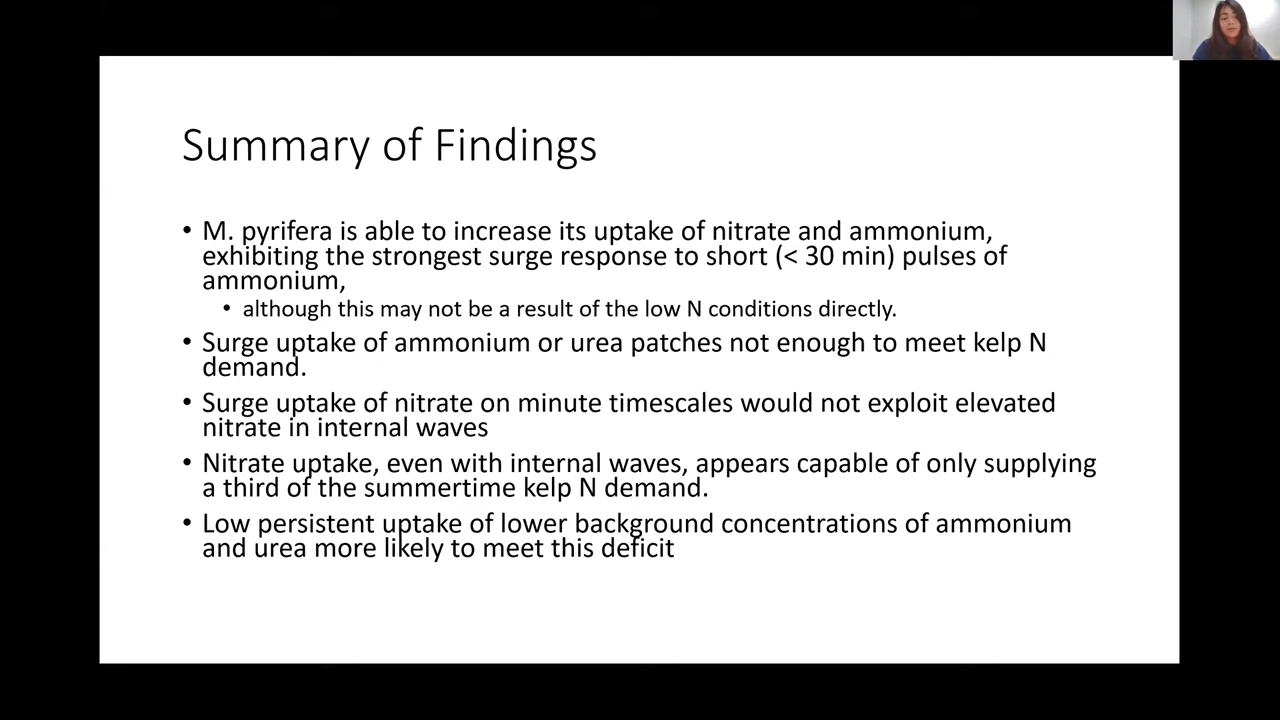 Summary of Findings
• M. pyrifera is able to increase its uptake of nitrate and ammonium,
exhibiting the strongest surge response to short (< 30 min) pulses of
ammonium,
• although this may not be a result of the low N conditions directly.
• Surge uptake of ammonium or urea patches not enough to meet kelp N
demand.
• Surge uptake of nitrate on minute timescales would not exploit elevated
nitrate in internal waves
• Nitrate uptake, even with internal waves, appears capable of only supplying
a third of the summertime kelp N demand.
• Low persistent uptake of lower background concentrations of ammonium
and urea more likely to meet this deficit